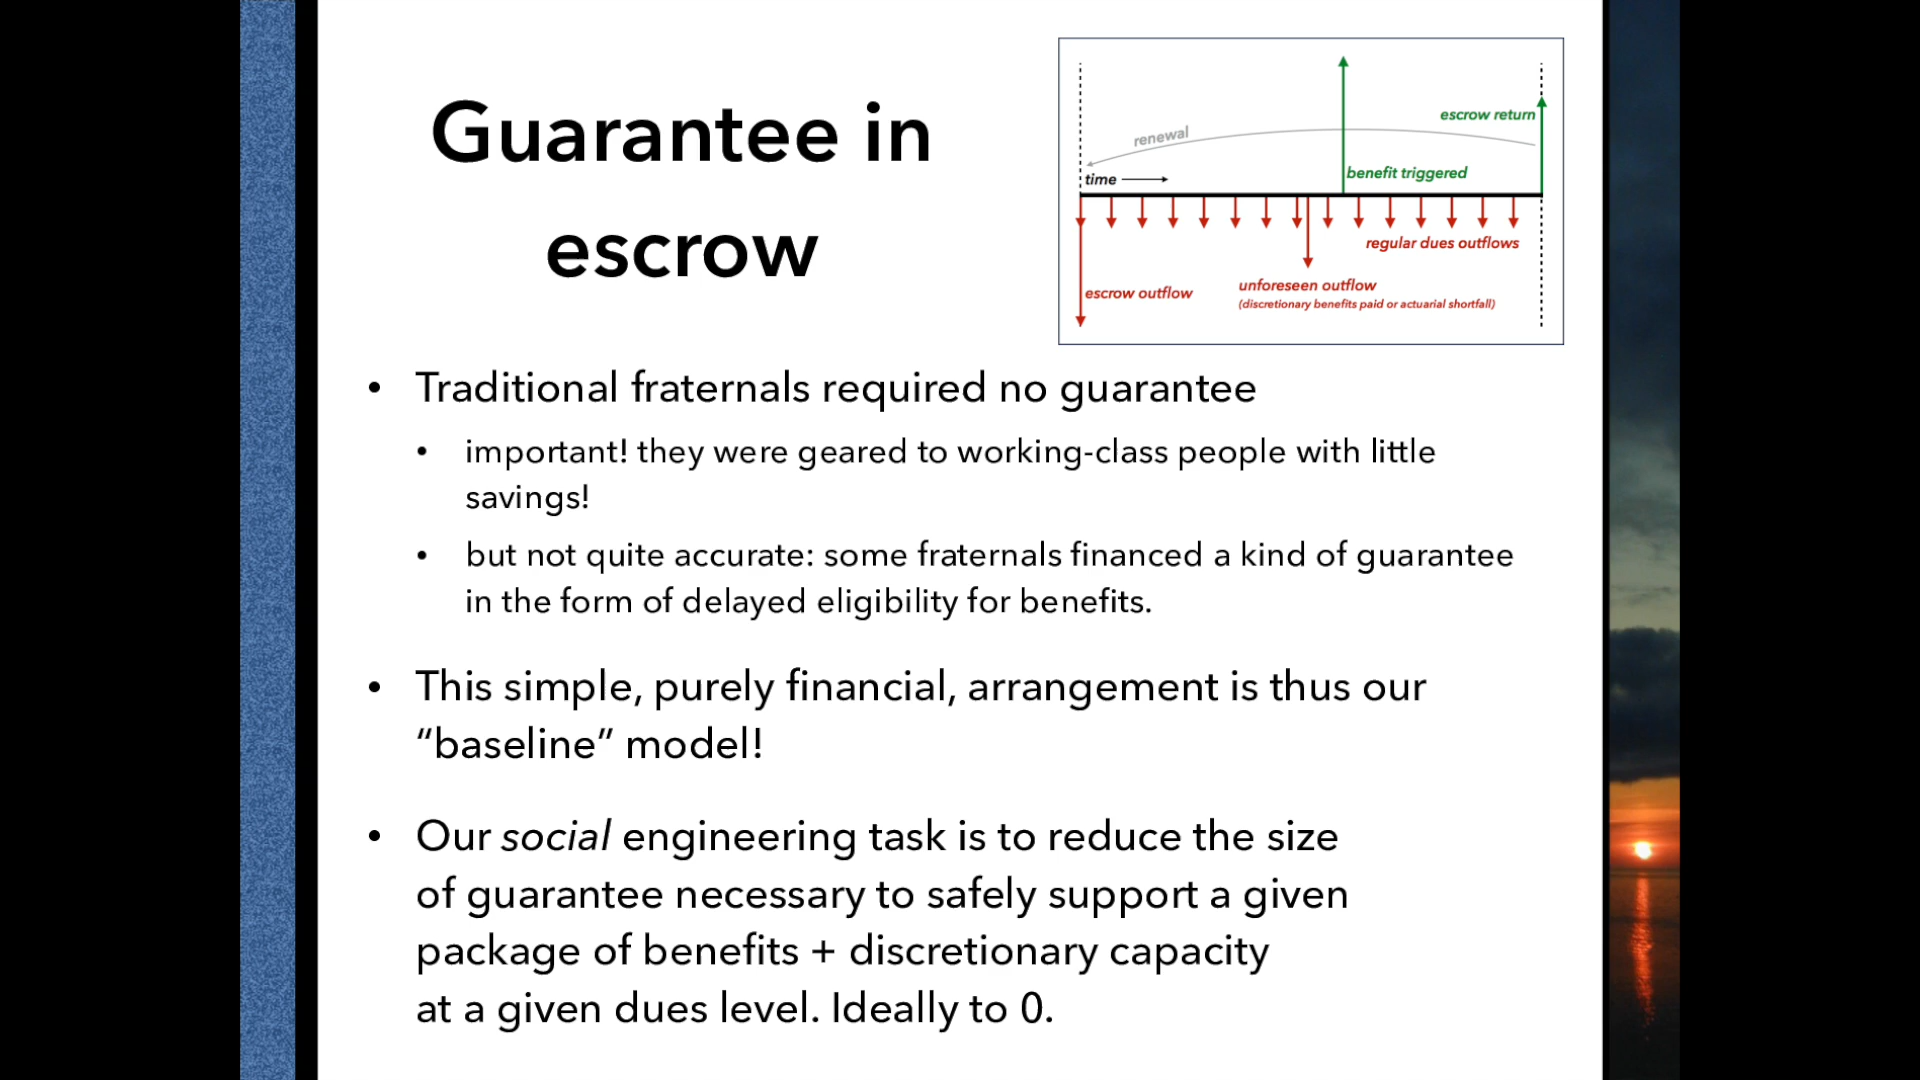 Guarantee in
escrow
renewal
escrow return
time
benefit triggered
regular dues outflows
escrow outflow
unforeseen outflow
(discretionary benefits paid or actuarial shortfall)
• Traditional fraternals required no guarantee
• important! they were geared to working-class people with little
savings!
• but not quite accurate: some fraternals financed a kind of guarantee
in the form of delayed eligibility for benefits.
• This simple, purely financial, arrangement is thus our
“baseline” model!
• Our social engineering task is to reduce the size
of guarantee necessary to safely support a given
package of benefits + discretionary capacity
at a given dues level. Ideally to 0.